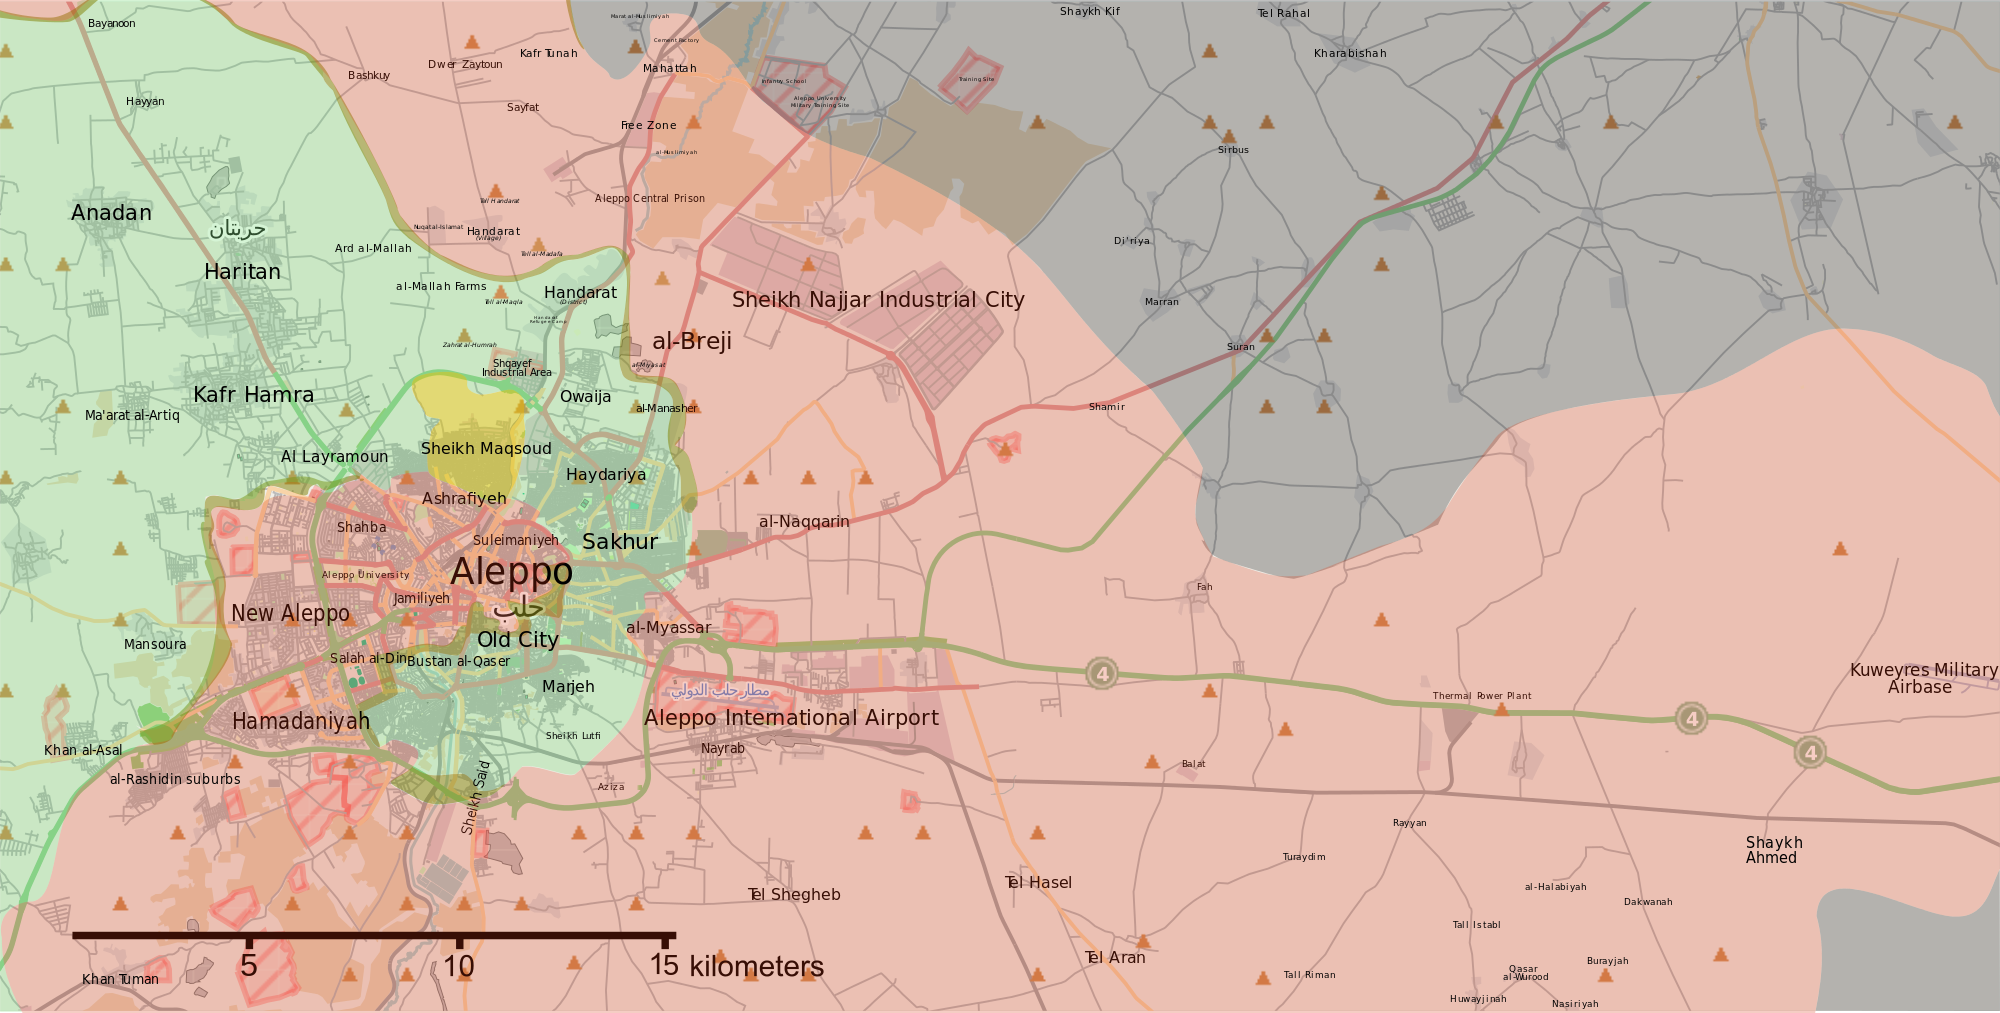 Bayanoon
Marat al-Muslimiyah
Shaykh Kif
Tel Rahal
Cement Factory
Kafr Tunah
Kharabishah
Dwer Zaytoun
Mahattah
Bashkuy
Infantry School
Training Site
Hayyan
Sayfat
Aleppo University
Military Training Site
Free Zone
al-Muslimiyah
Sirbus
Aleppo Central Prison
Tell Handarat
Anadan
حريتان
Nuqatal-Islamat
Handarat
(Village)
Ard al-Mallah
Tell al-Madafa
Di'riya
Haritan
al-Mallah Farms
Handarat
(District)
Tell al-Maqla
Sheikh Najjar Industrial City
Marran
Handarat
Refugee Camp
Zahrat al-Humrah
al-Breji
Suran
Shqayef
Industrial Area
al-Miyasat
Kafr Hamra
Owaija
Ma'arat al-Artiq
al-Manasher
Shamir
Al Layramoun
Sheikh Maqsoud
Haydariya
Ashrafiyeh
Shahba
al-Naqqarin
Suleimaniyeh
Sakhur
Aleppo
Aleppo University
حلب
Jamiliyeh
New Aleppo
Fah
al-Myassar
Old City
Mansoura
Salah al-Din
Bustan al-Qaser
4
Kuweyres Military
Airbase
Marjeh
مطار حلب الدولي
Thermal Power Plant
Hamadaniyah
Aleppo International Airport
4
Sheikh Lutfi
Khan al-Asal
Nayrab
4
Balat
al-Rashidin suburbs
Sheikh Said
Aziza
Rayyan
Shaykh
Ahmed
Turaydim
Tel Shegheb
Tel Hasel
al-Halabiyah
Dakwanah
Tall Istabl
5
10
15 kilometers
Tel Aran
Burayjah
Khan Tuman
Tall Riman
Qasar
al-Wurood
Huwayjinah
Nasiriyah